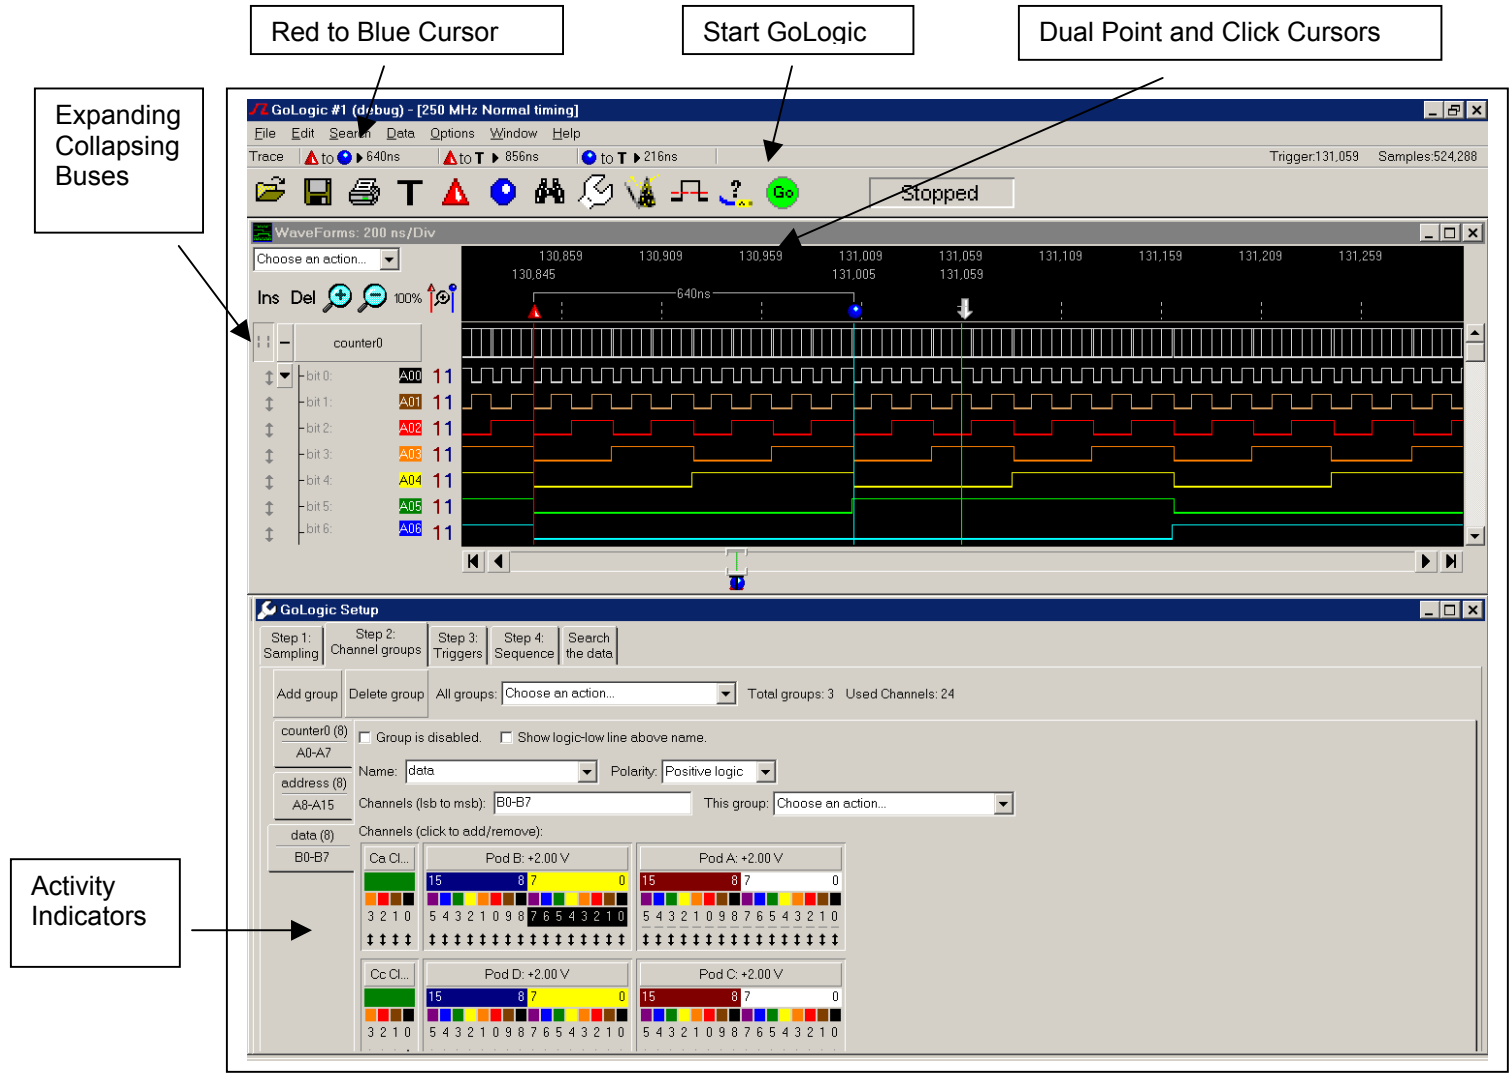 Red to Blue Cursor
Start GoLogic
Dual Point and Click Cursors
Expanding
Collapsing
Buses
GoLogic #1 (debug) - [250 MHz Normal timing]
File Edit Search Data Options Window Help
Trace to 640ns to T 856ns to T 216ns Trigger:131,059 Samples:524,288
T ? Go Stopped
WaveForms: 200 ns/Div
Choose an action...
130,859 130,909 130,959 131,009 131,059 131,109 131,159 131,209 131,259
130,845 131,005 131,059
Ins Del 100%
640ns
counter0
bit 0: A00 1 1
bit 1: A01 1 1
bit 2: A02 1 1
bit 3: A03 1 1
bit 4: A04 1 1
bit 5: A05 1 1
bit 6: A06 1 1
GoLogic Setup
Step 1:
Sampling
Step 2:
Channel groups
Step 3:
Triggers
Step 4:
Sequence
Search
the data
Add group Delete group All groups: Choose an action... Total groups: 3 Used Channels: 24
counter0 (8)
A0-A7
address (8)
A8-A15
data (8)
B0-B7
Group is disabled. Show logic-low line above name.
Name: data Polarity: Positive logic
Channels (lsb to msb): B0-B7 This group: Choose an action...
Channels (click to add/remove):
Ca Cl... Pod B: +2.00 V Pod A: +2.00 V
15 8 7 0 15 8 7 0
3 2 1 0 5 4 3 2 1 0 9 8 7 6 5 4 3 2 1 0 5 4 3 2 1 0 9 8 7 6 5 4 3 2 1 0
Cc Cl... Pod D: +2.00 V Pod C: +2.00 V
15 8 7 0 15 8 7 0
3 2 1 0 5 4 3 2 1 0 9 8 7 6 5 4 3 2 1 0 5 4 3 2 1 0 9 8 7 6 5 4 3 2 1 0
Activity
Indicators